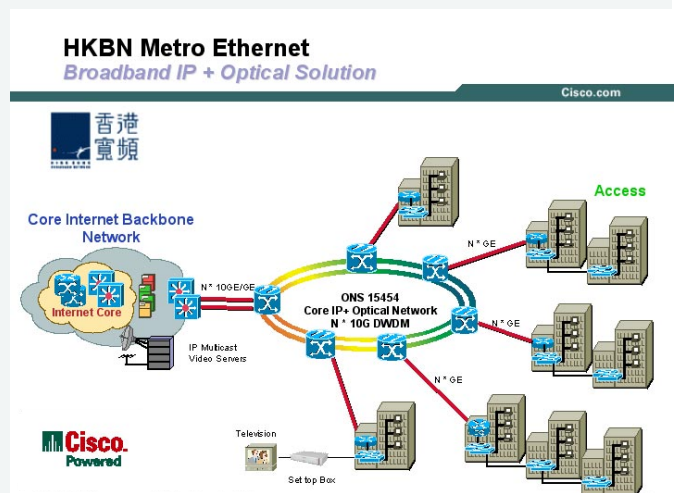 HKBN Metro Ethernet
Broadband IP + Optical Solution
Cisco.com
香港
寬頻
Access
Core Internet Backbone
Network
N * GE
N * 10GE/GE
ONS 15454
Core IP+ Optical Network
N * 10G DWDM
Internet Core
N * GE
IP Multicast
Video Servers
N * GE
Television
Set top Box
Cisco.
Powered